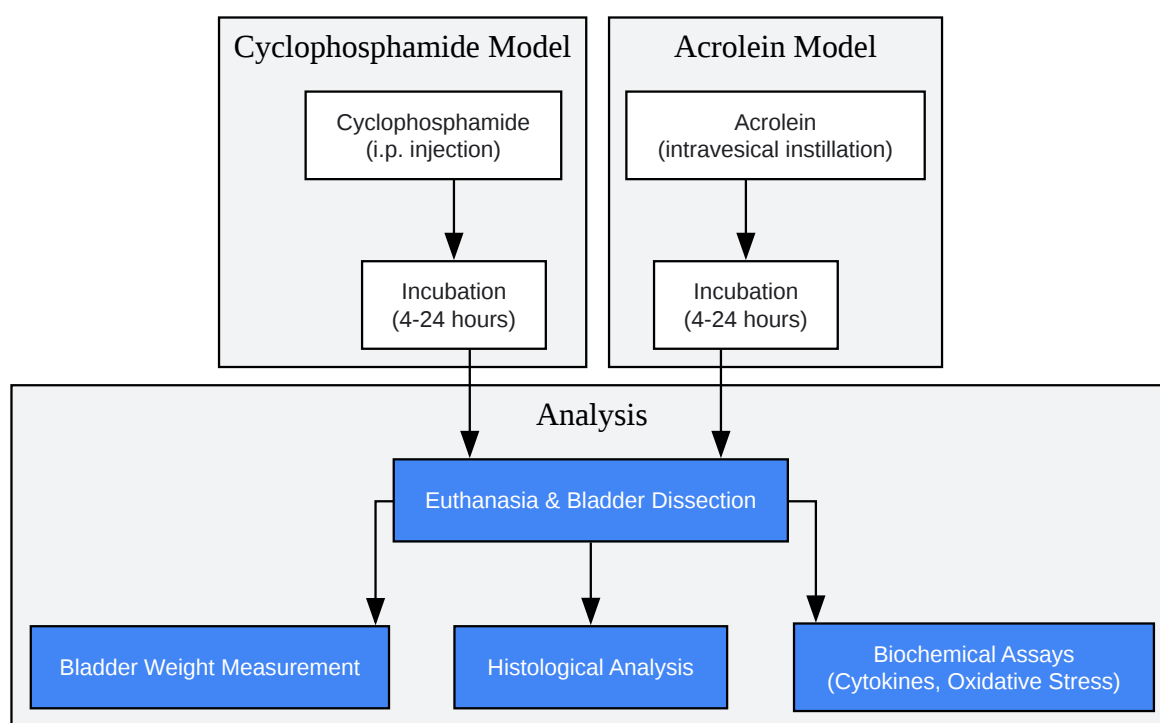 Cyclophosphamide Model
Acrolein Model
Cyclophosphamide
(i.p. injection)
Acrolein
(intravesical instillation)
Incubation
(4-24 hours)
Incubation
(4-24 hours)
Analysis
Euthanasia & Bladder Dissection
Bladder Weight Measurement
Histological Analysis
Biochemical Assays
(Cytokines, Oxidative Stress)